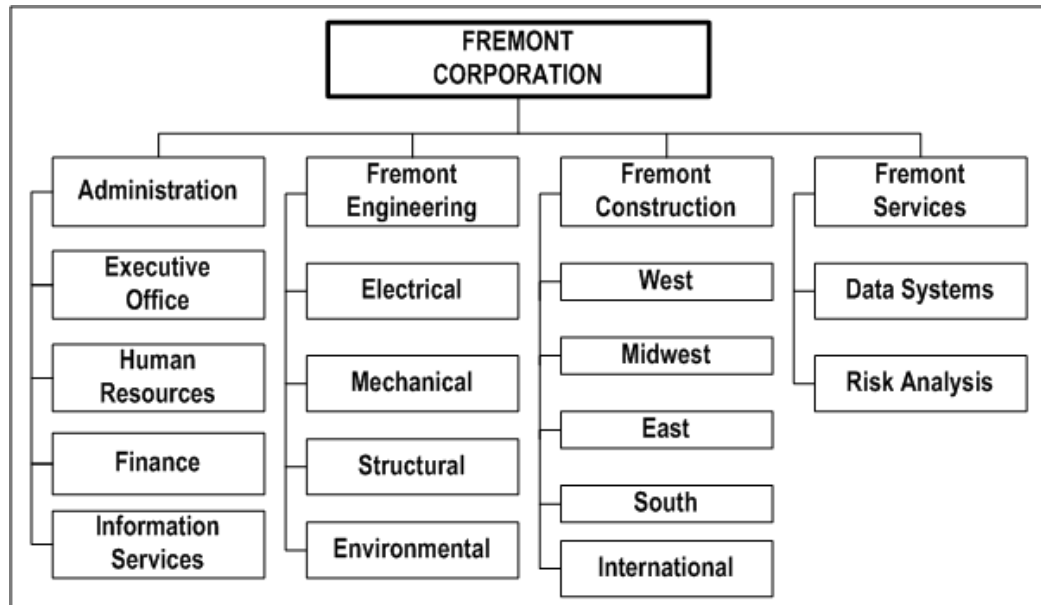 FREMONT
CORPORATION
Administration
Executive
Office
Human
Resources
Finance
Information
Services
Fremont
Engineering
Electrical
Mechanical
Structural
Environmental
Fremont
Construction
West
Midwest
East
South
International
Fremont
Services
Data Systems
Risk Analysis